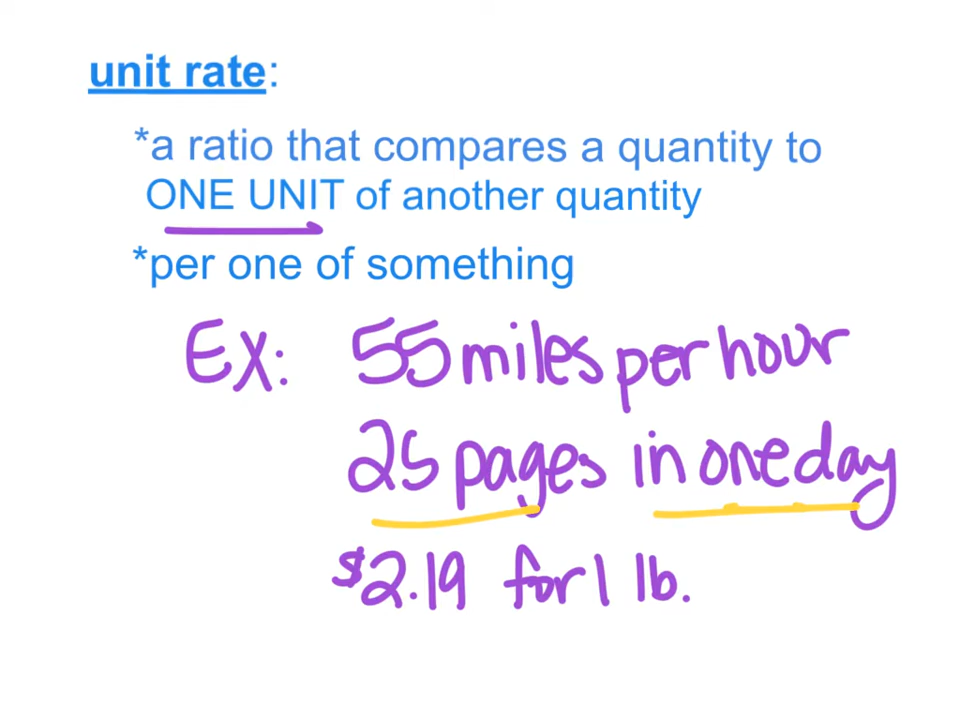 unit rate:
*a ratio that compares a quantity to
ONE UNIT of another quantity
*per one of something
Ex: 55 miles per hour
25 pages in one day
$2.19 for 1 lb.